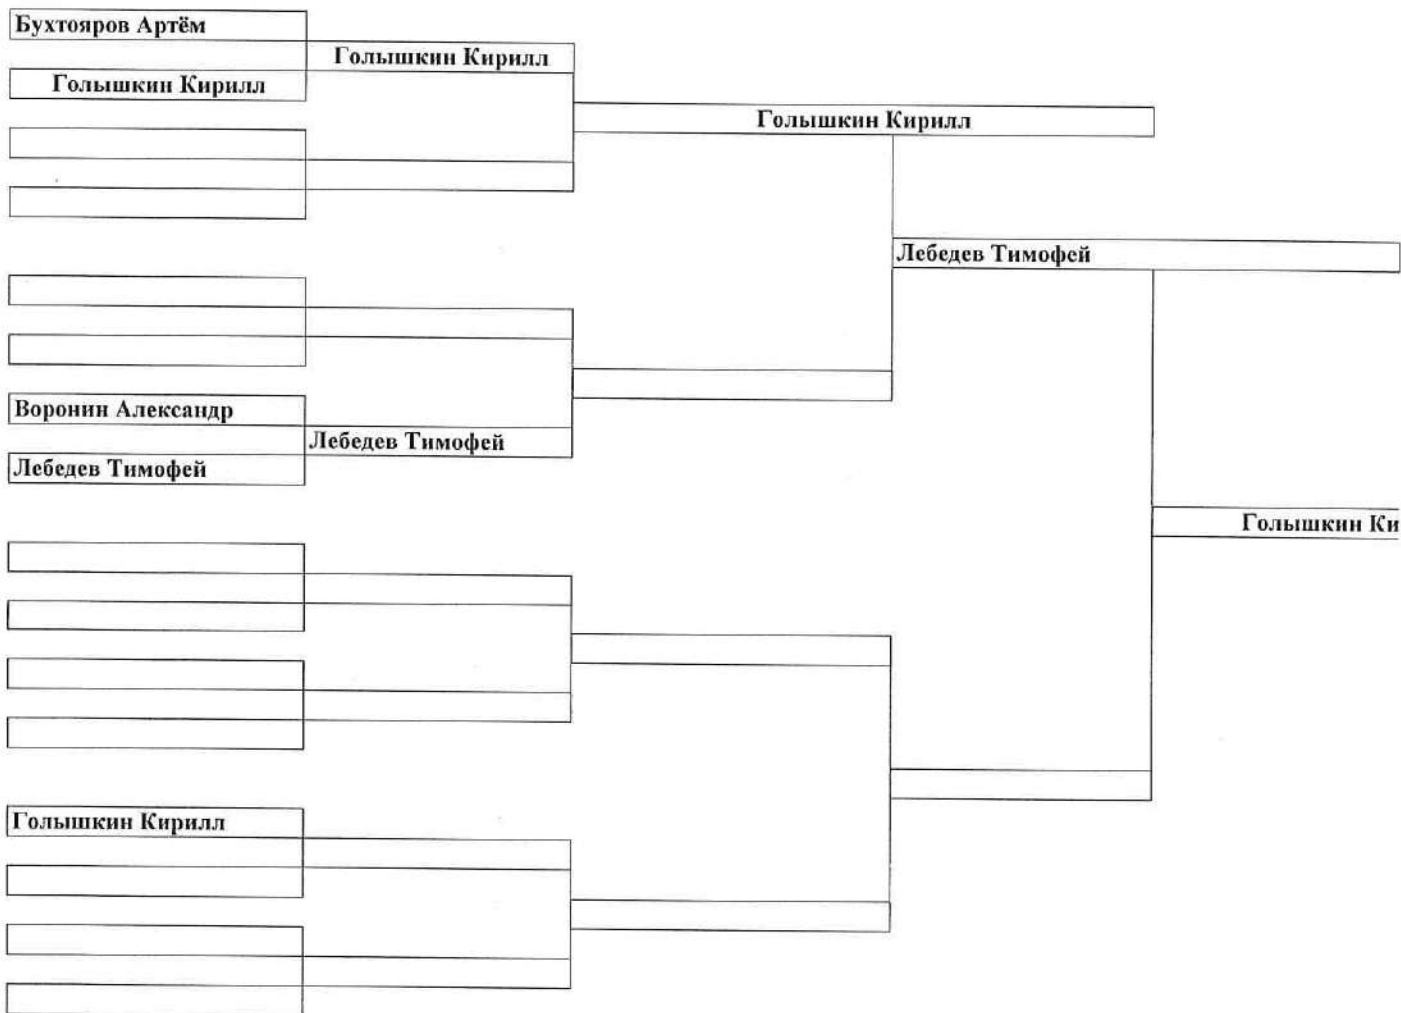 Бухтояров Артём
Голышкин Кирилл
Голышкин Кирилл
Голышкин Кирилл
Лебедев Тимофей
Воронин Александр
Лебедев Тимофей
Лебедев Тимофей
Голышкин Ки
Голышкин Кирилл